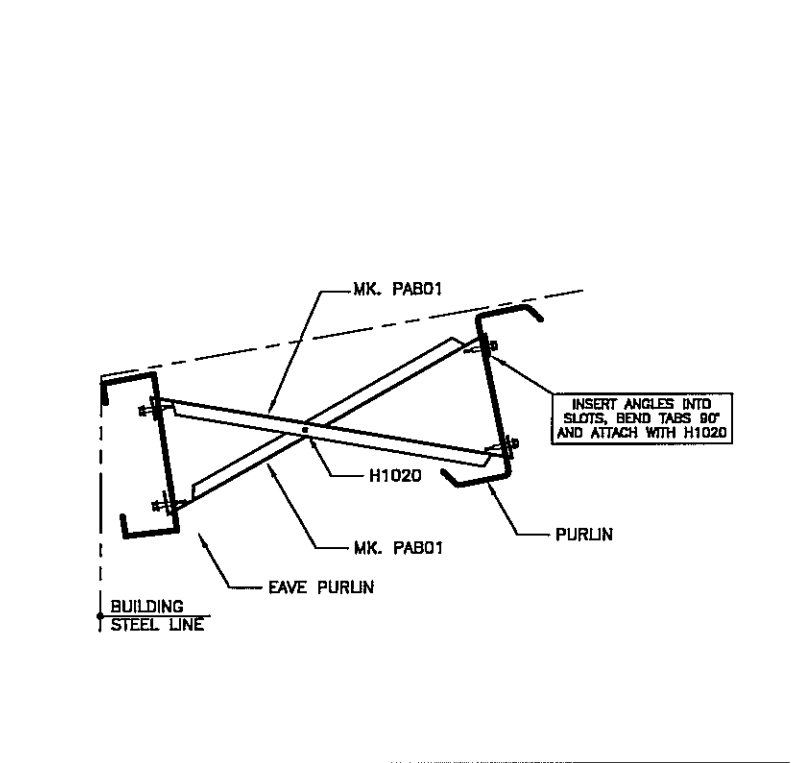 MK. PAB01
INSERT ANGLES INTO
SLOTS, BEND TABS 90°
AND ATTACH WITH H1020
H1020
PURLIN
MK. PAB01
EAVE PURLIN
BUILDING
STEEL LINE